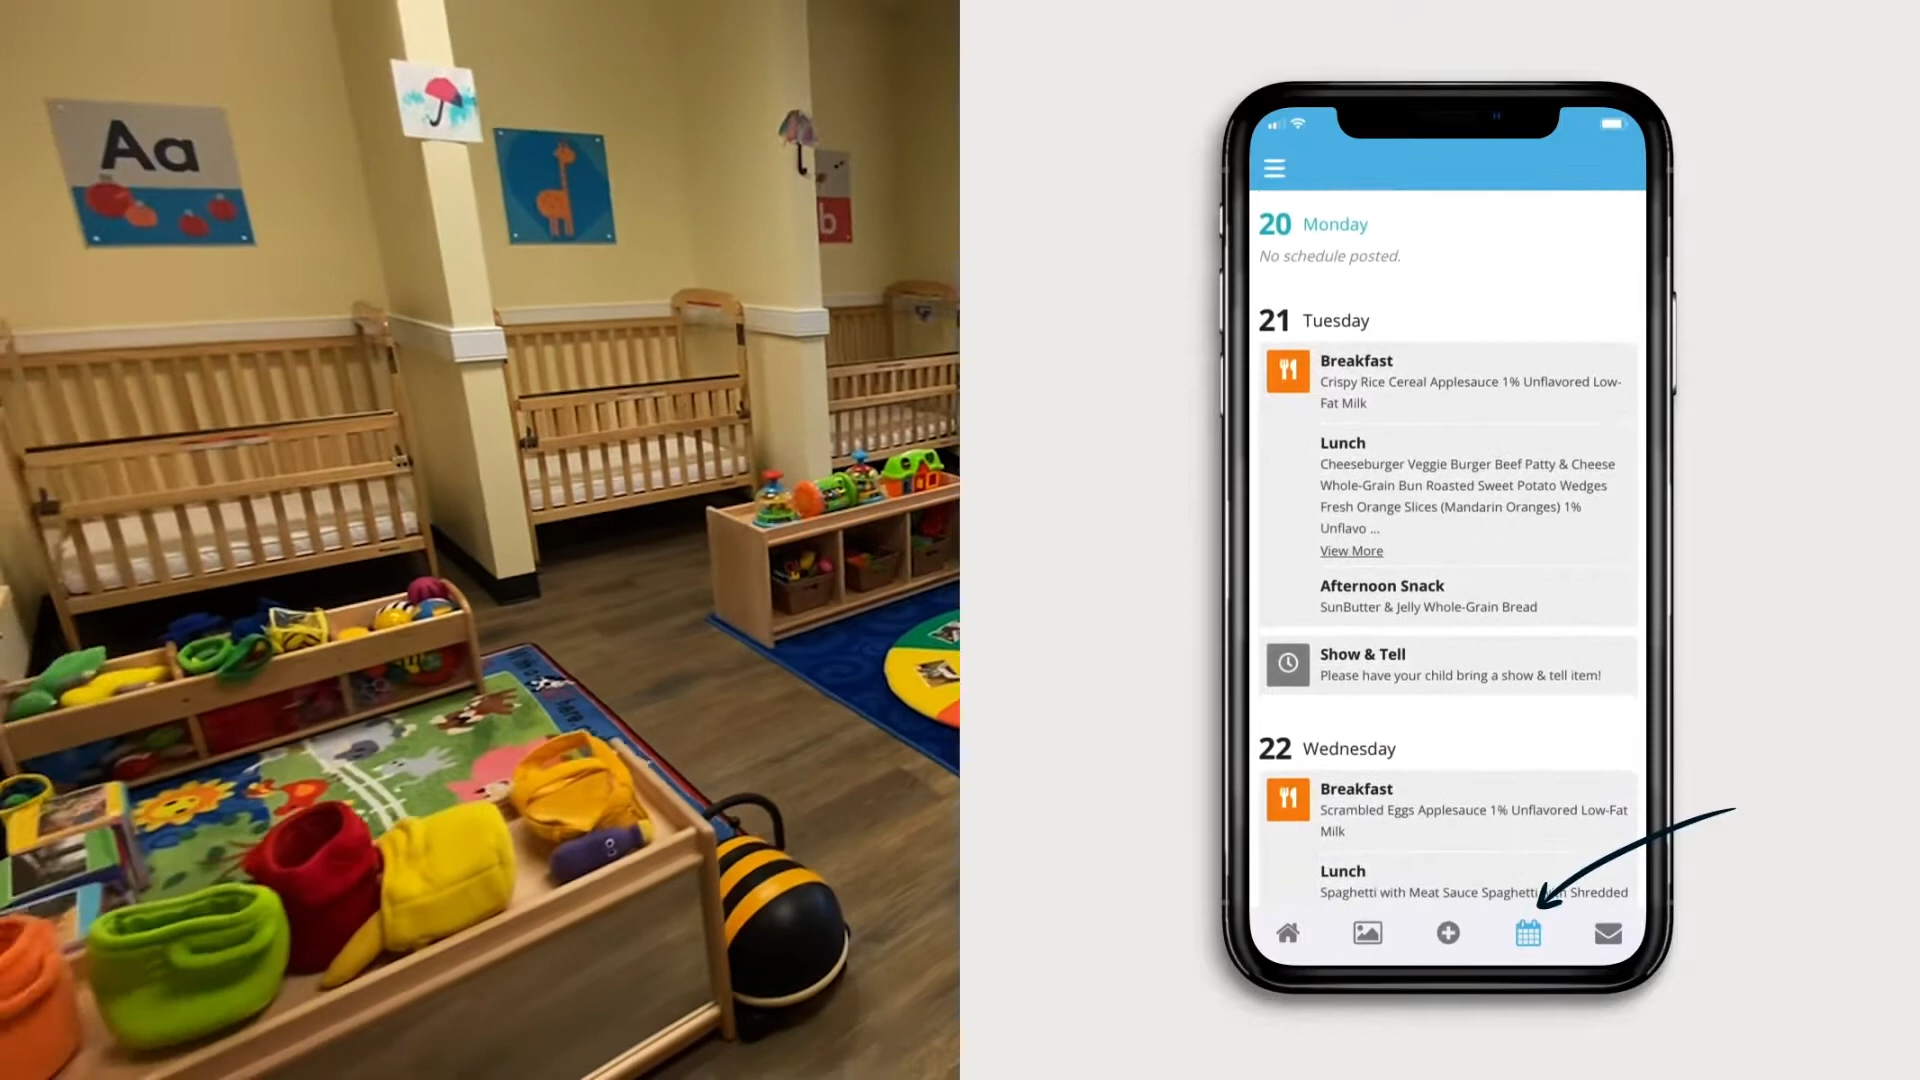 Aa
b
20 Monday
No schedule posted.
21 Tuesday
Breakfast
Crispy Rice Cereal Applesauce 1% Unflavored Low-
Fat Milk
Lunch
Cheeseburger Veggie Burger Beef Patty & Cheese
Whole-Grain Bun Roasted Sweet Potato Wedges
Fresh Orange Slices (Mandarin Oranges) 1%
Unflavo ...
View More
Afternoon Snack
SunButter & Jelly Whole-Grain Bread
Show & Tell
Please have your child bring a show & tell item!
22 Wednesday
Breakfast
Scrambled Eggs Applesauce 1% Unflavored Low-Fat
Milk
Lunch
Spaghetti with Meat Sauce Spaghetti Shredded